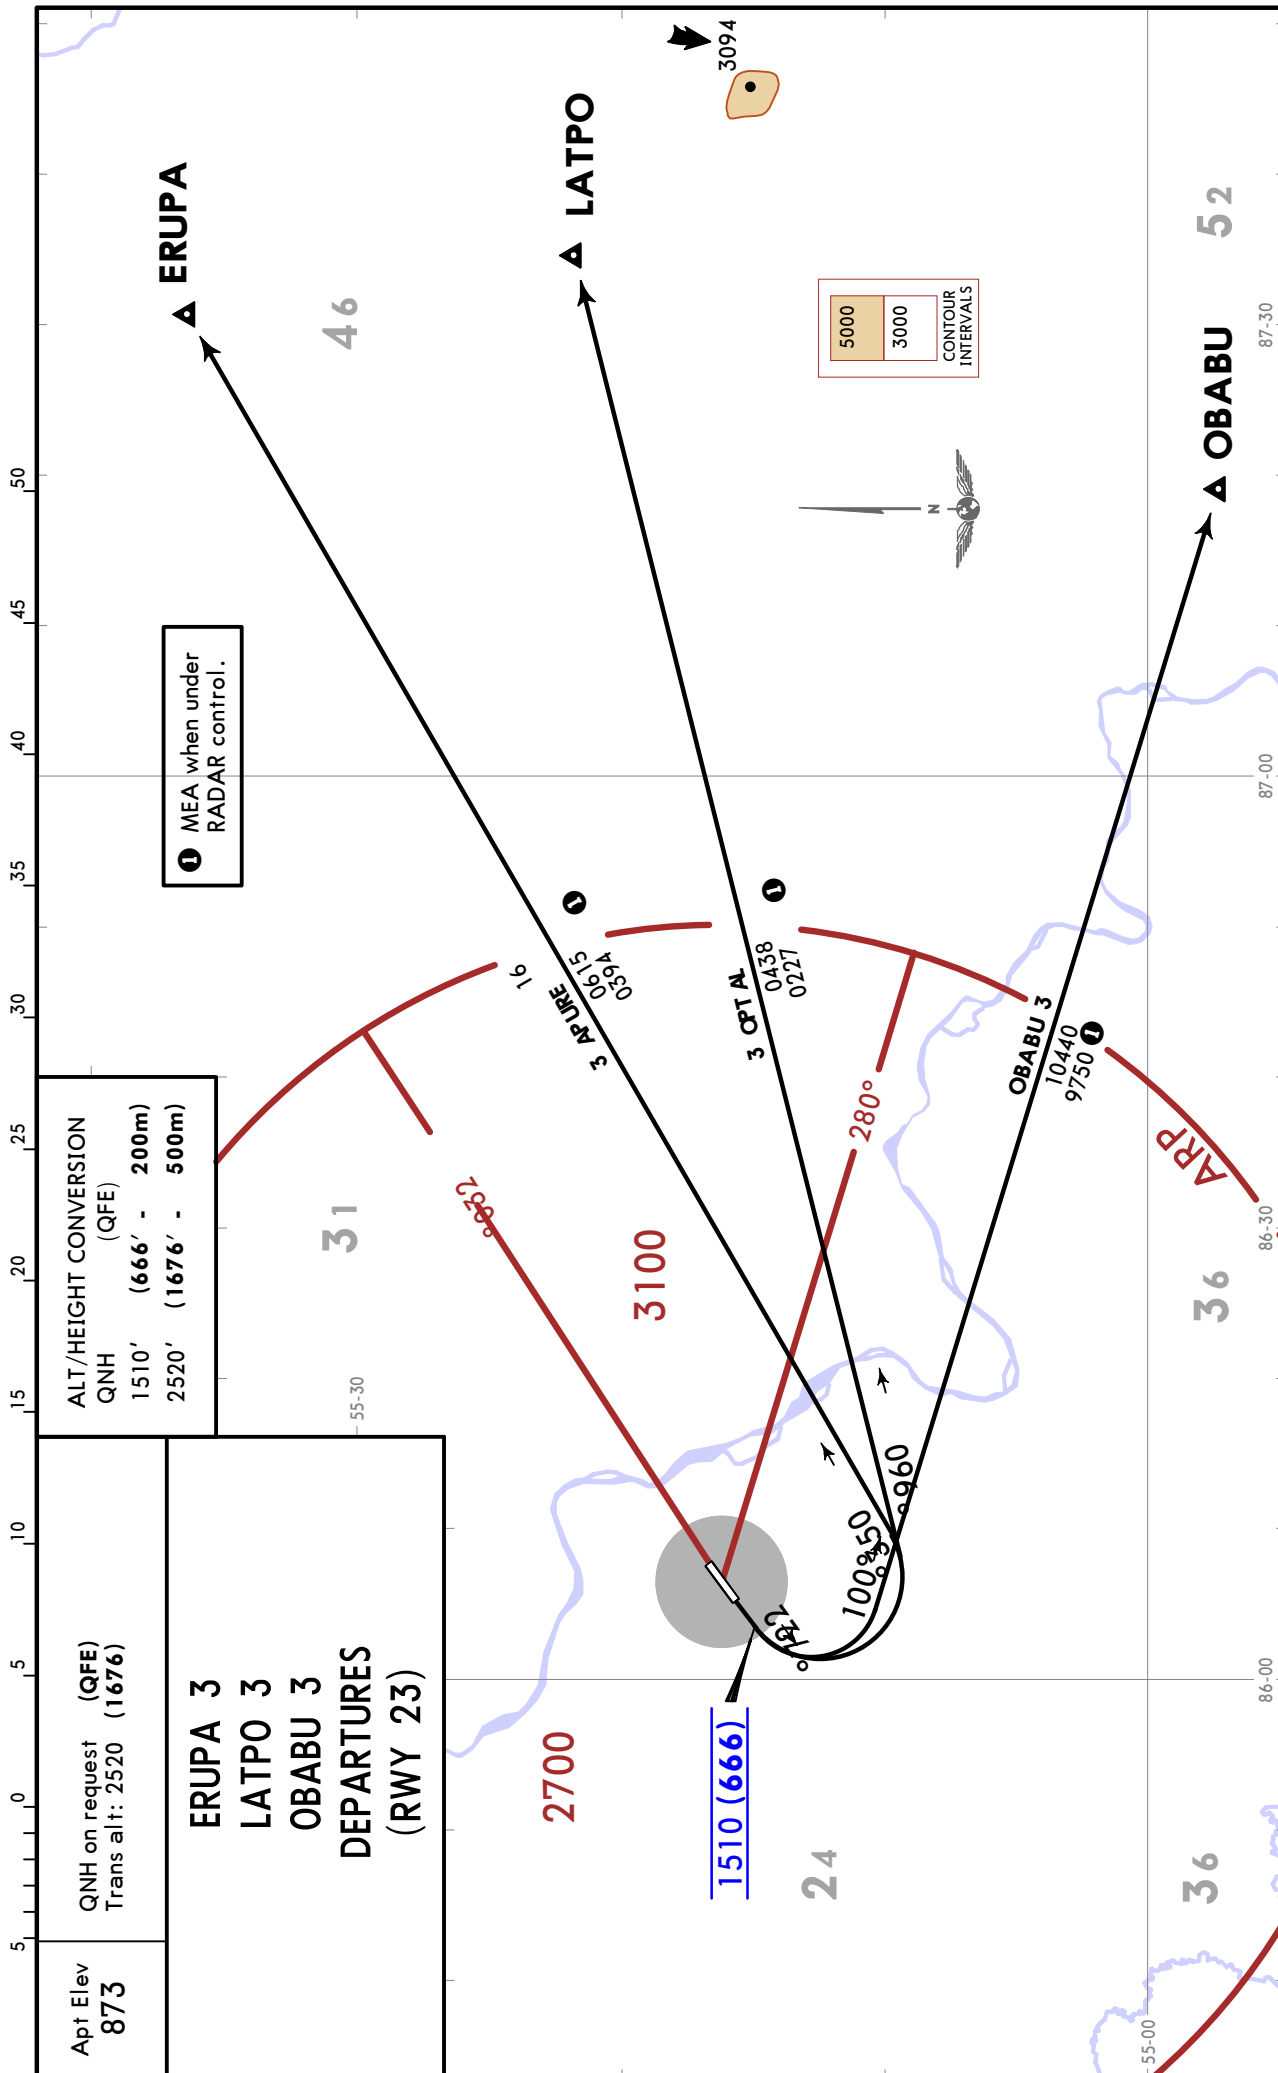 Apt Elev
873
QNH on request (QFE)
Trans alt: 2520 (1676)
ERUPA 3
LATPO 3
OBABU 3
DEPARTURES
(RWY 23)
ALT/HEIGHT CONVERSION
QNH (QFE)
1510' (666' - 200m)
2520' (1676' - 500m)
5 0 5 10 15 20 25 30 35 40 45 50
1 MEA when under
RADAR control.
ERUPA
LATPO
OBABU
3094
46
52
31
36
24
36
3100
2700
280°
ARP
16
3 APURE
0615
0394
1
3 OPT AL
0438
0227
1
OBABU 3
10440
9750
1
096°
100°
1510 (666)
5000
3000
CONTOUR
INTERVALS
N
55-30
55-00
86-00
86-30
87-00
87-30